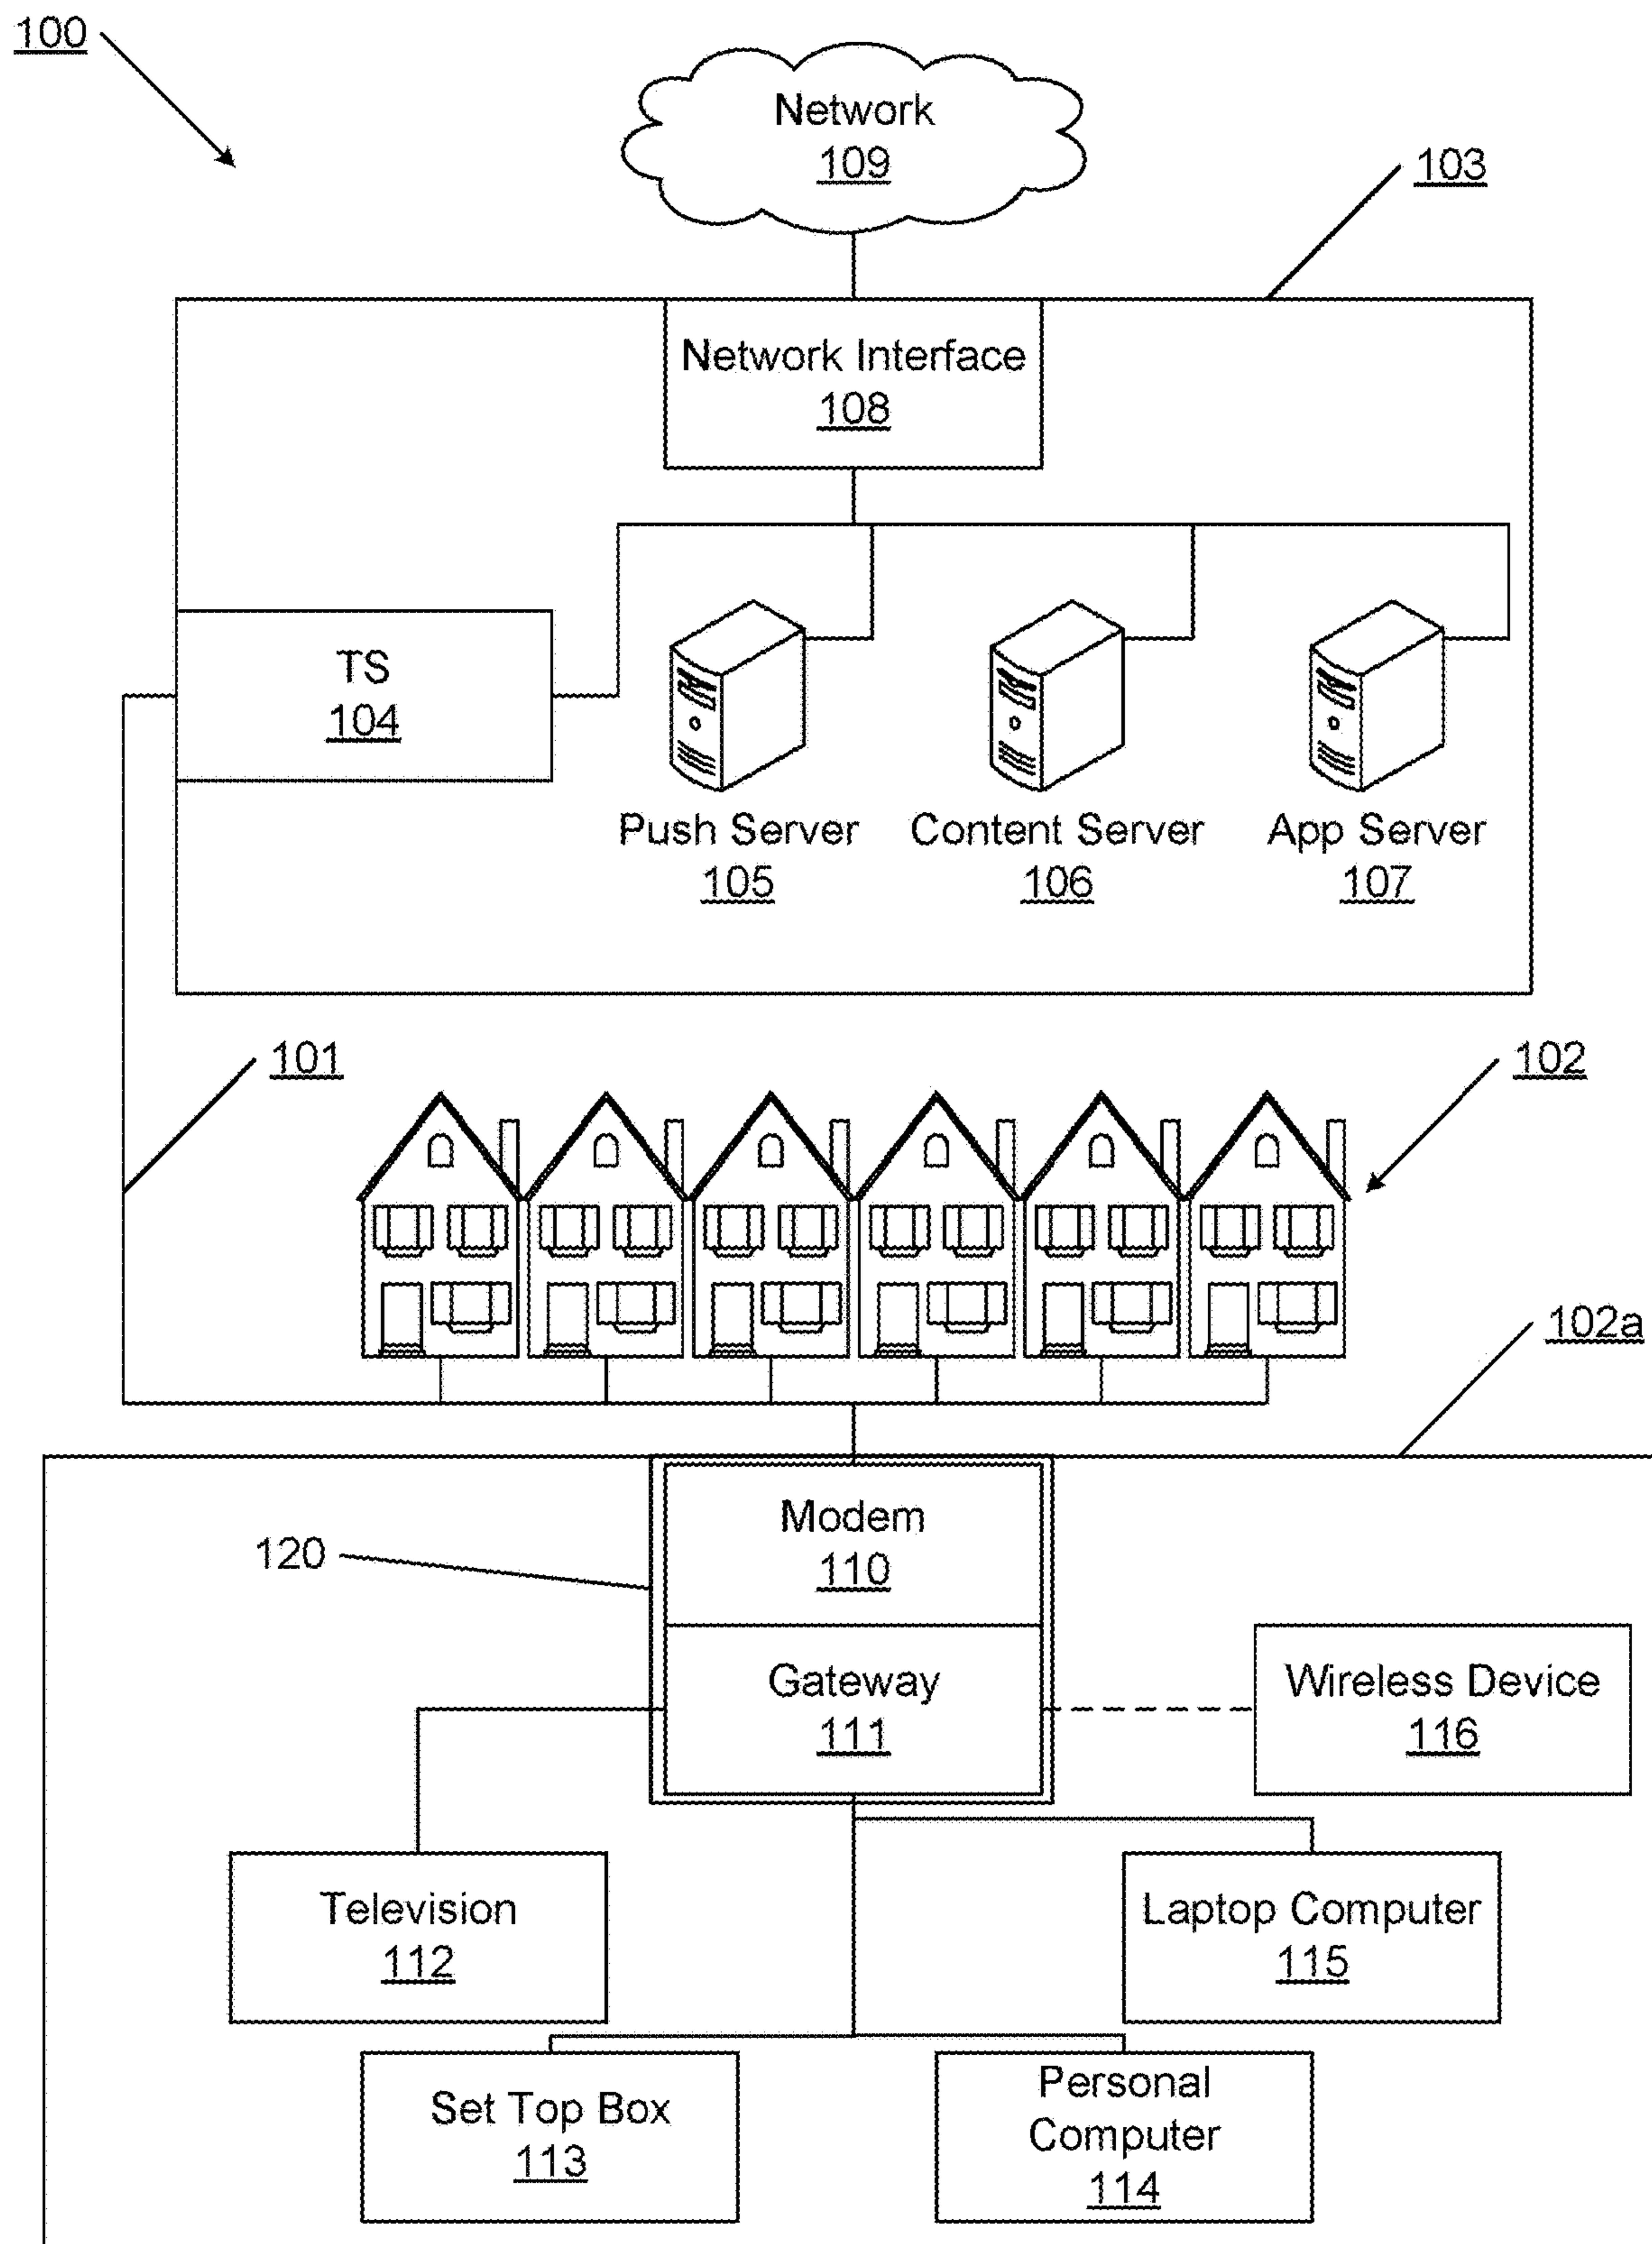 100
Network
109
103
Network Interface
108
TS
104
Push Server
105
Content Server
106
App Server
107
101
102
102a
Modem
110
120
Gateway
111
Wireless Device
116
Television
112
Laptop Computer
115
Set Top Box
113
Personal
Computer
114